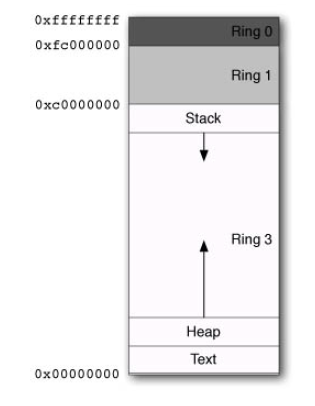 0xffffffff
Ring 0
0xfc000000
Ring 1
0xc0000000
Stack
Ring 3
Heap
Text
0x00000000